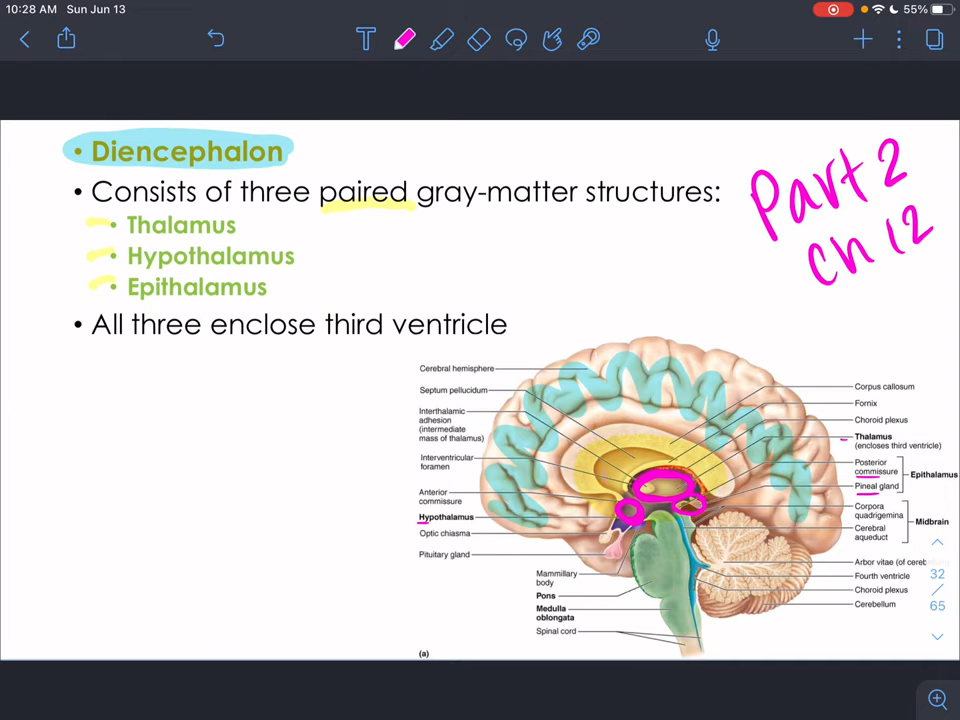 10:28 AM Sun Jun 13
55%
• Diencephalon
• Consists of three paired gray-matter structures:
• Thalamus
• Hypothalamus
• Epithalamus
• All three enclose third ventricle
Part 2
Ch 12
Cerebral hemisphere
Septum pellucidum
Interthalamic
adhesion
(intermediate
mass of thalamus)
Interventricular
foramen
Anterior
commissure
Hypothalamus
Optic chiasma
Pituitary gland
Mammillary
body
Pons
Medulla
oblongata
Spinal cord
Corpus callosum
Fornix
Choroid plexus
Thalamus
(encloses third ventricle)
Posterior
commissure
Pineal gland
Epithalamus
Corpora
quadrigemina
Cerebral
aqueduct
Midbrain
Arbor vitae (of cereb
Fourth ventricle
Choroid plexus
Cerebellum
(a)
32
/
65